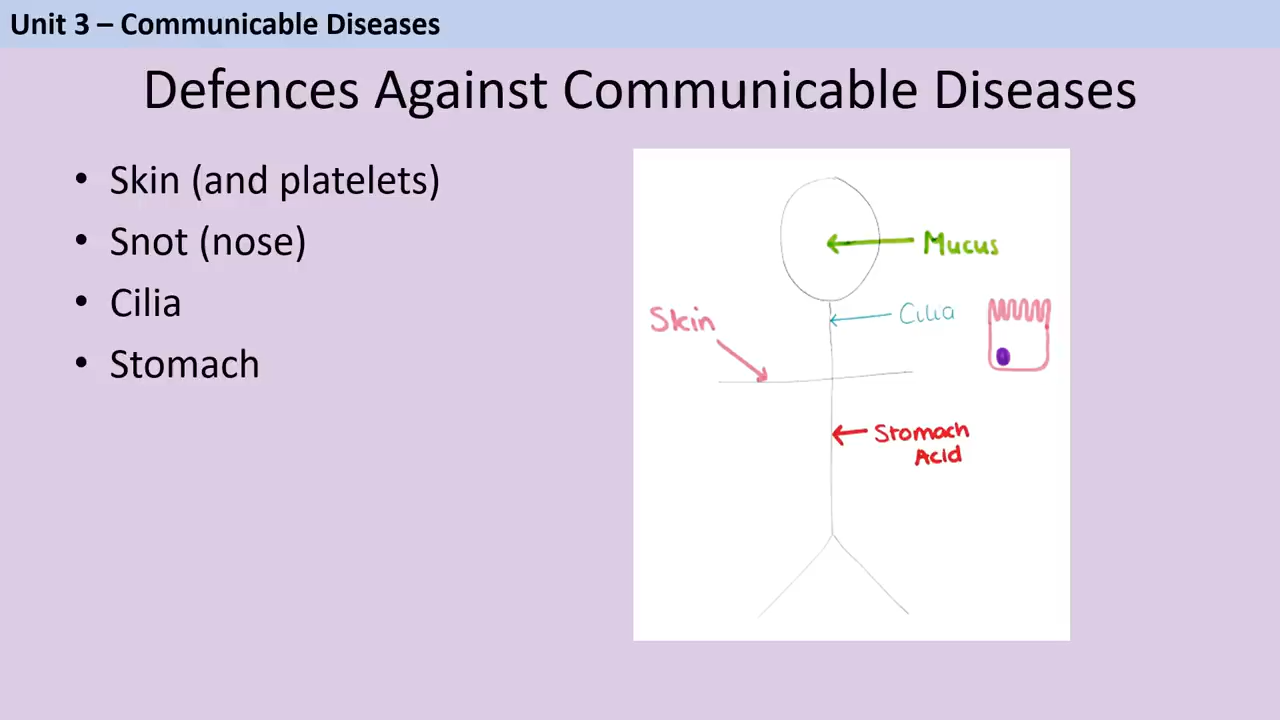 Unit 3 – Communicable Diseases
Defences Against Communicable Diseases
• Skin (and platelets)
• Snot (nose)
• Cilia
• Stomach
Mucus
Cilia
Skin
Stomach
Acid